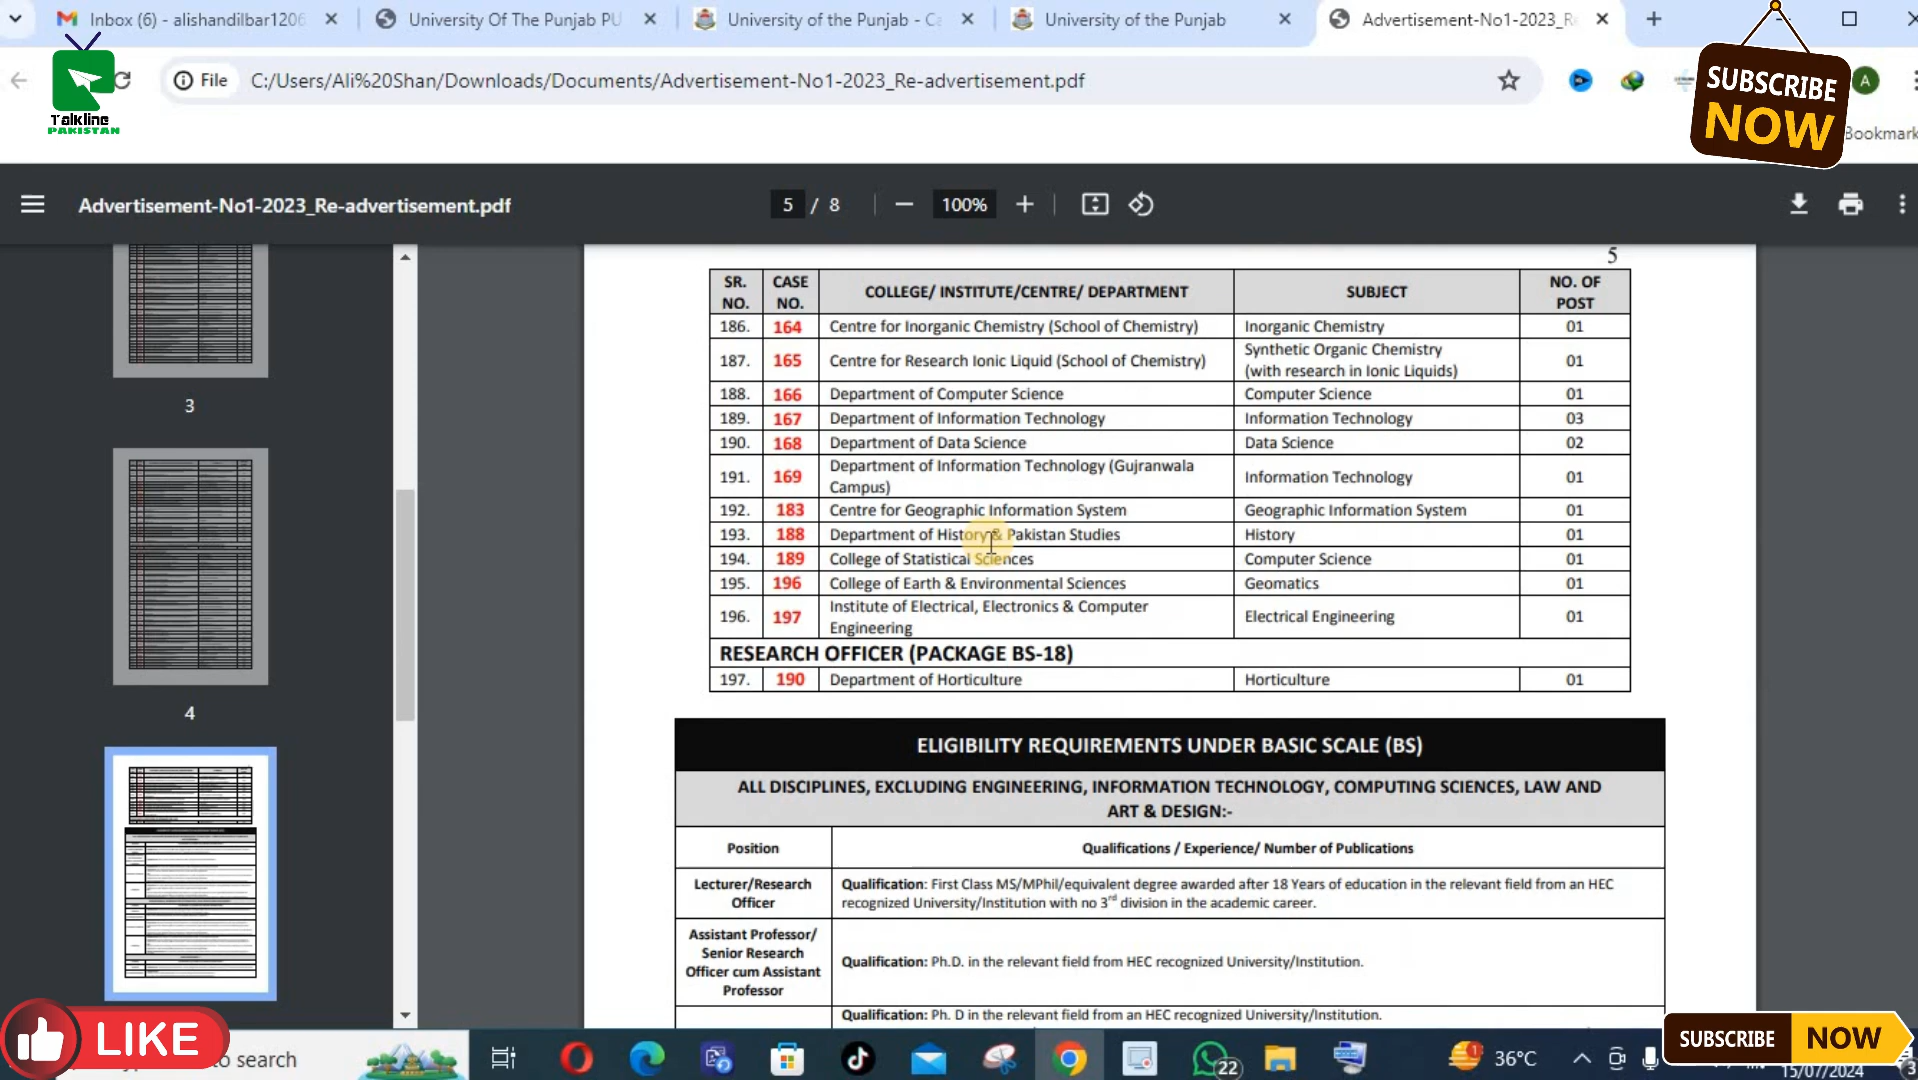 Inbox (6) - alishandilbar1206
University Of The Punjab PU
University of the Punjab - Ca
University of the Punjab
Advertisement-No1-2023_Re
File
C:/Users/Ali%20Shan/Downloads/Documents/Advertisement-No1-2023_Re-advertisement.pdf
A
Talkline
PAKISTAN
SUBSCRIBE
NOW
Bookmark
Advertisement-No1-2023_Re-advertisement.pdf
5 / 8
100%
3
4
5
SR. NO. CASE NO. COLLEGE/ INSTITUTE/CENTRE/ DEPARTMENT SUBJECT NO. OF POST
186. 164 Centre for Inorganic Chemistry (School of Chemistry) Inorganic Chemistry 01
187. 165 Centre for Research Ionic Liquid (School of Chemistry) Synthetic Organic Chemistry (with research in Ionic Liquids) 01
188. 166 Department of Computer Science Computer Science 01
189. 167 Department of Information Technology Information Technology 03
190. 168 Department of Data Science Data Science 02
191. 169 Department of Information Technology (Gujranwala Campus) Information Technology 01
192. 183 Centre for Geographic Information System Geographic Information System 01
193. 188 Department of History & Pakistan Studies History 01
194. 189 College of Statistical Sciences Computer Science 01
195. 196 College of Earth & Environmental Sciences Geomatics 01
196. 197 Institute of Electrical, Electronics & Computer Engineering Electrical Engineering 01
RESEARCH OFFICER (PACKAGE BS-18)
197. 190 Department of Horticulture Horticulture 01
ELIGIBILITY REQUIREMENTS UNDER BASIC SCALE (BS)
ALL DISCIPLINES, EXCLUDING ENGINEERING, INFORMATION TECHNOLOGY, COMPUTING SCIENCES, LAW AND
ART & DESIGN:-
Position Qualifications / Experience/ Number of Publications
Lecturer/Research Officer
Qualification: First Class MS/MPhil/equivalent degree awarded after 18 Years of education in the relevant field from an HEC
recognized University/Institution with no 3rd division in the academic career.
Assistant Professor/
Senior Research
Officer cum Assistant
Professor
Qualification: Ph.D. in the relevant field from HEC recognized University/Institution.
Qualification: Ph. D in the relevant field from an HEC recognized University/Institution.
LIKE
to search
22
1
36°C
SUBSCRIBE NOW
15/07/2024
3